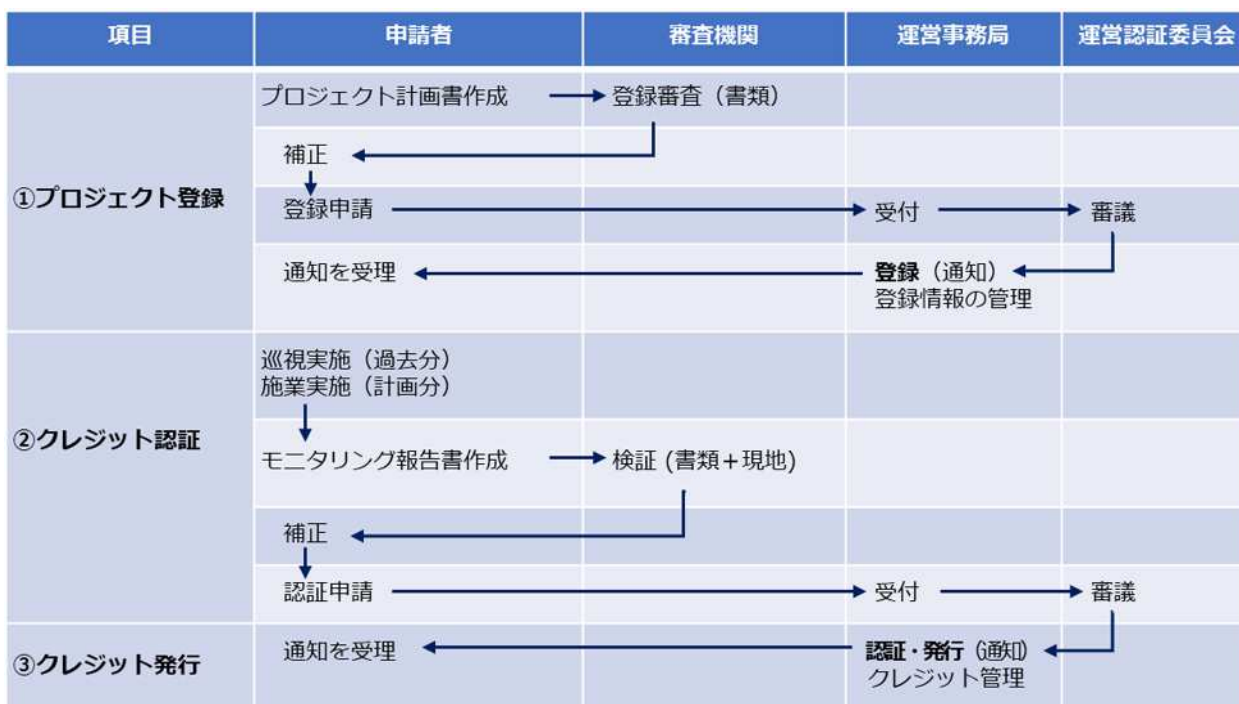 項目
申請者
審査機関
運営事務局
運営認証委員会
①プロジェクト登録
プロジェクト計画書作成
登録審査（書類）
補正
登録申請
受付
審議
通知を受理
登録（通知）
登録情報の管理
②クレジット認証
巡視実施（過去分）
施業実施（計画分）
モニタリング報告書作成
検証 (書類＋現地)
補正
認証申請
受付
審議
③クレジット発行
通知を受理
認証・発行（通知）
クレジット管理